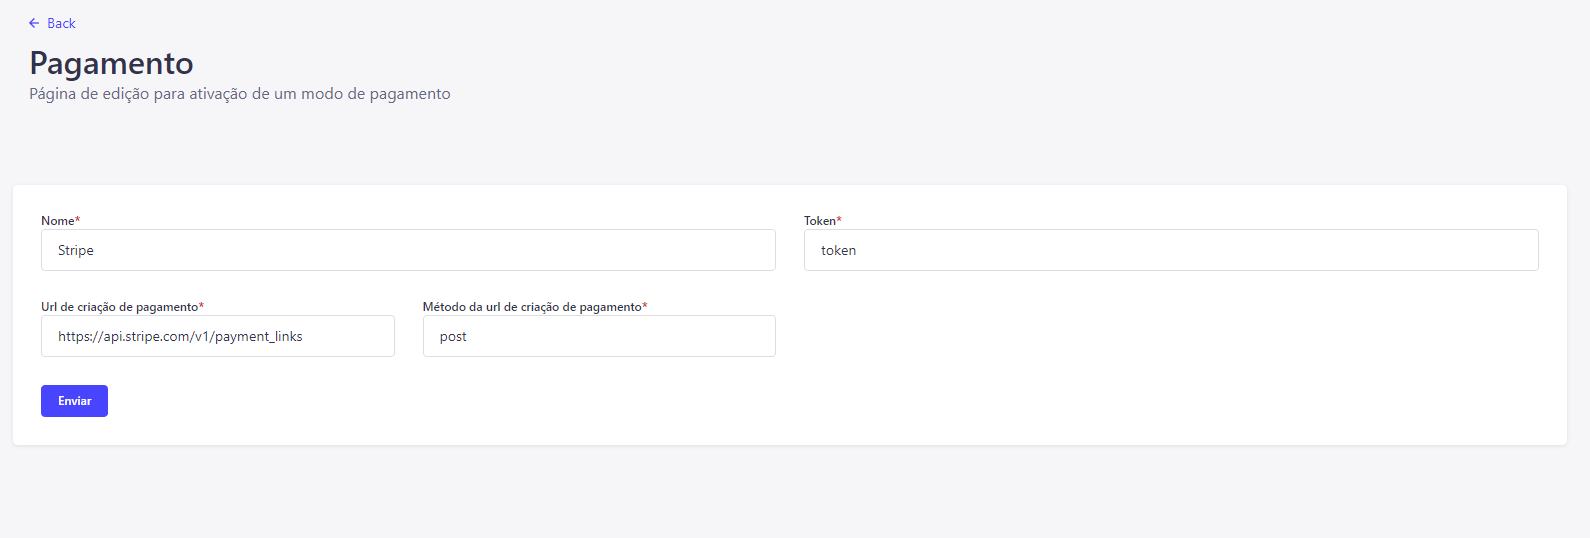 Back
Pagamento
Página de edição para ativação de um modo de pagamento
Nome*
Token*
Stripe
token
Url de criação de pagamento*
Método da url de criação de pagamento*
https://api.stripe.com/v1/payment_links
post
Enviar